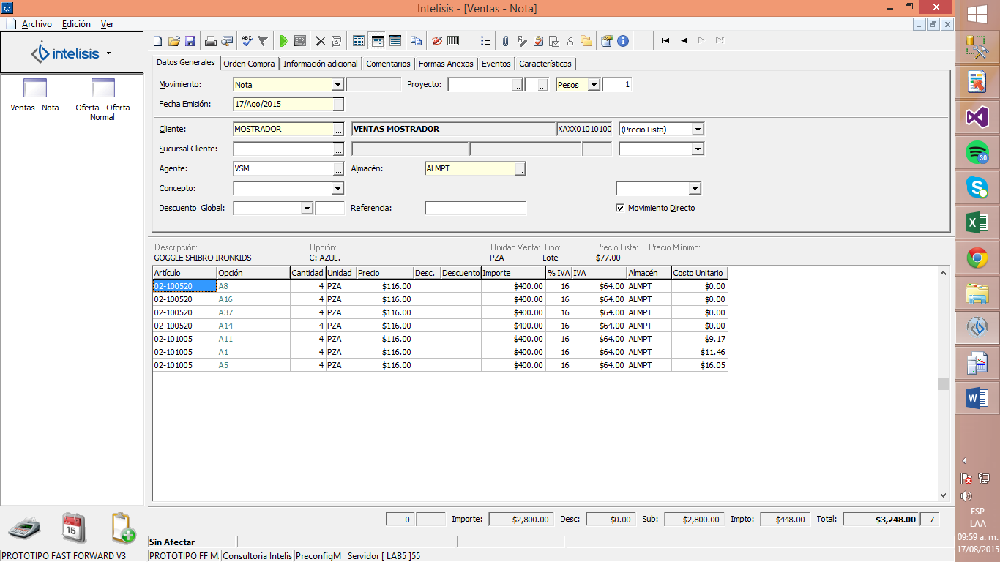 Intelisis - [Ventas - Nota]
Archivo Edición Ver
intelisis
Ventas - Nota
Oferta - Oferta Normal
Datos Generales Orden Compra Información adicional Comentarios Formas Anexas Eventos Características
Movimiento: Nota Proyecto: ... ... Pesos 1
Fecha Emisión: 17/Ago/2015 ...
Cliente: MOSTRADOR ... VENTAS MOSTRADOR XAXX01010100 (Precio Lista)
Sucursal Cliente: ...
Agente: VSM ... Almacén: ALMPT ...
Concepto:
Descuento Global: Referencia: Movimiento Directo
Descripción: Opción: Unidad Venta: Tipo: Precio Lista: Precio Mínimo:
GOGGLE SHIBRO IRONKIDS C: AZUL. PZA Lote $77.00
Artículo Opción Cantidad Unidad Precio Desc. Descuento Importe % IVA IVA Almacén Costo Unitario
02-100520 A8 4 PZA $116.00 $400.00 16 $64.00 ALMPT $0.00
02-100520 A16 4 PZA $116.00 $400.00 16 $64.00 ALMPT $0.00
02-100520 A37 4 PZA $116.00 $400.00 16 $64.00 ALMPT $0.00
02-100520 A14 4 PZA $116.00 $400.00 16 $64.00 ALMPT $0.00
02-101005 A11 4 PZA $116.00 $400.00 16 $64.00 ALMPT $9.17
02-101005 A1 4 PZA $116.00 $400.00 16 $64.00 ALMPT $11.46
02-101005 A5 4 PZA $116.00 $400.00 16 $64.00 ALMPT $16.05
0 Importe: $2,800.00 Desc: $0.00 Sub: $2,800.00 Impto: $448.00 Total: $3,248.00 7
Sin Afectar
PROTOTIPO FAST FORWARD V3 PROTOTIPO FF M Consultoria Intelis PreconfigM Servidor [ LAB5 ]55
30
15
ESP
LAA
09:59 a. m.
17/08/2015